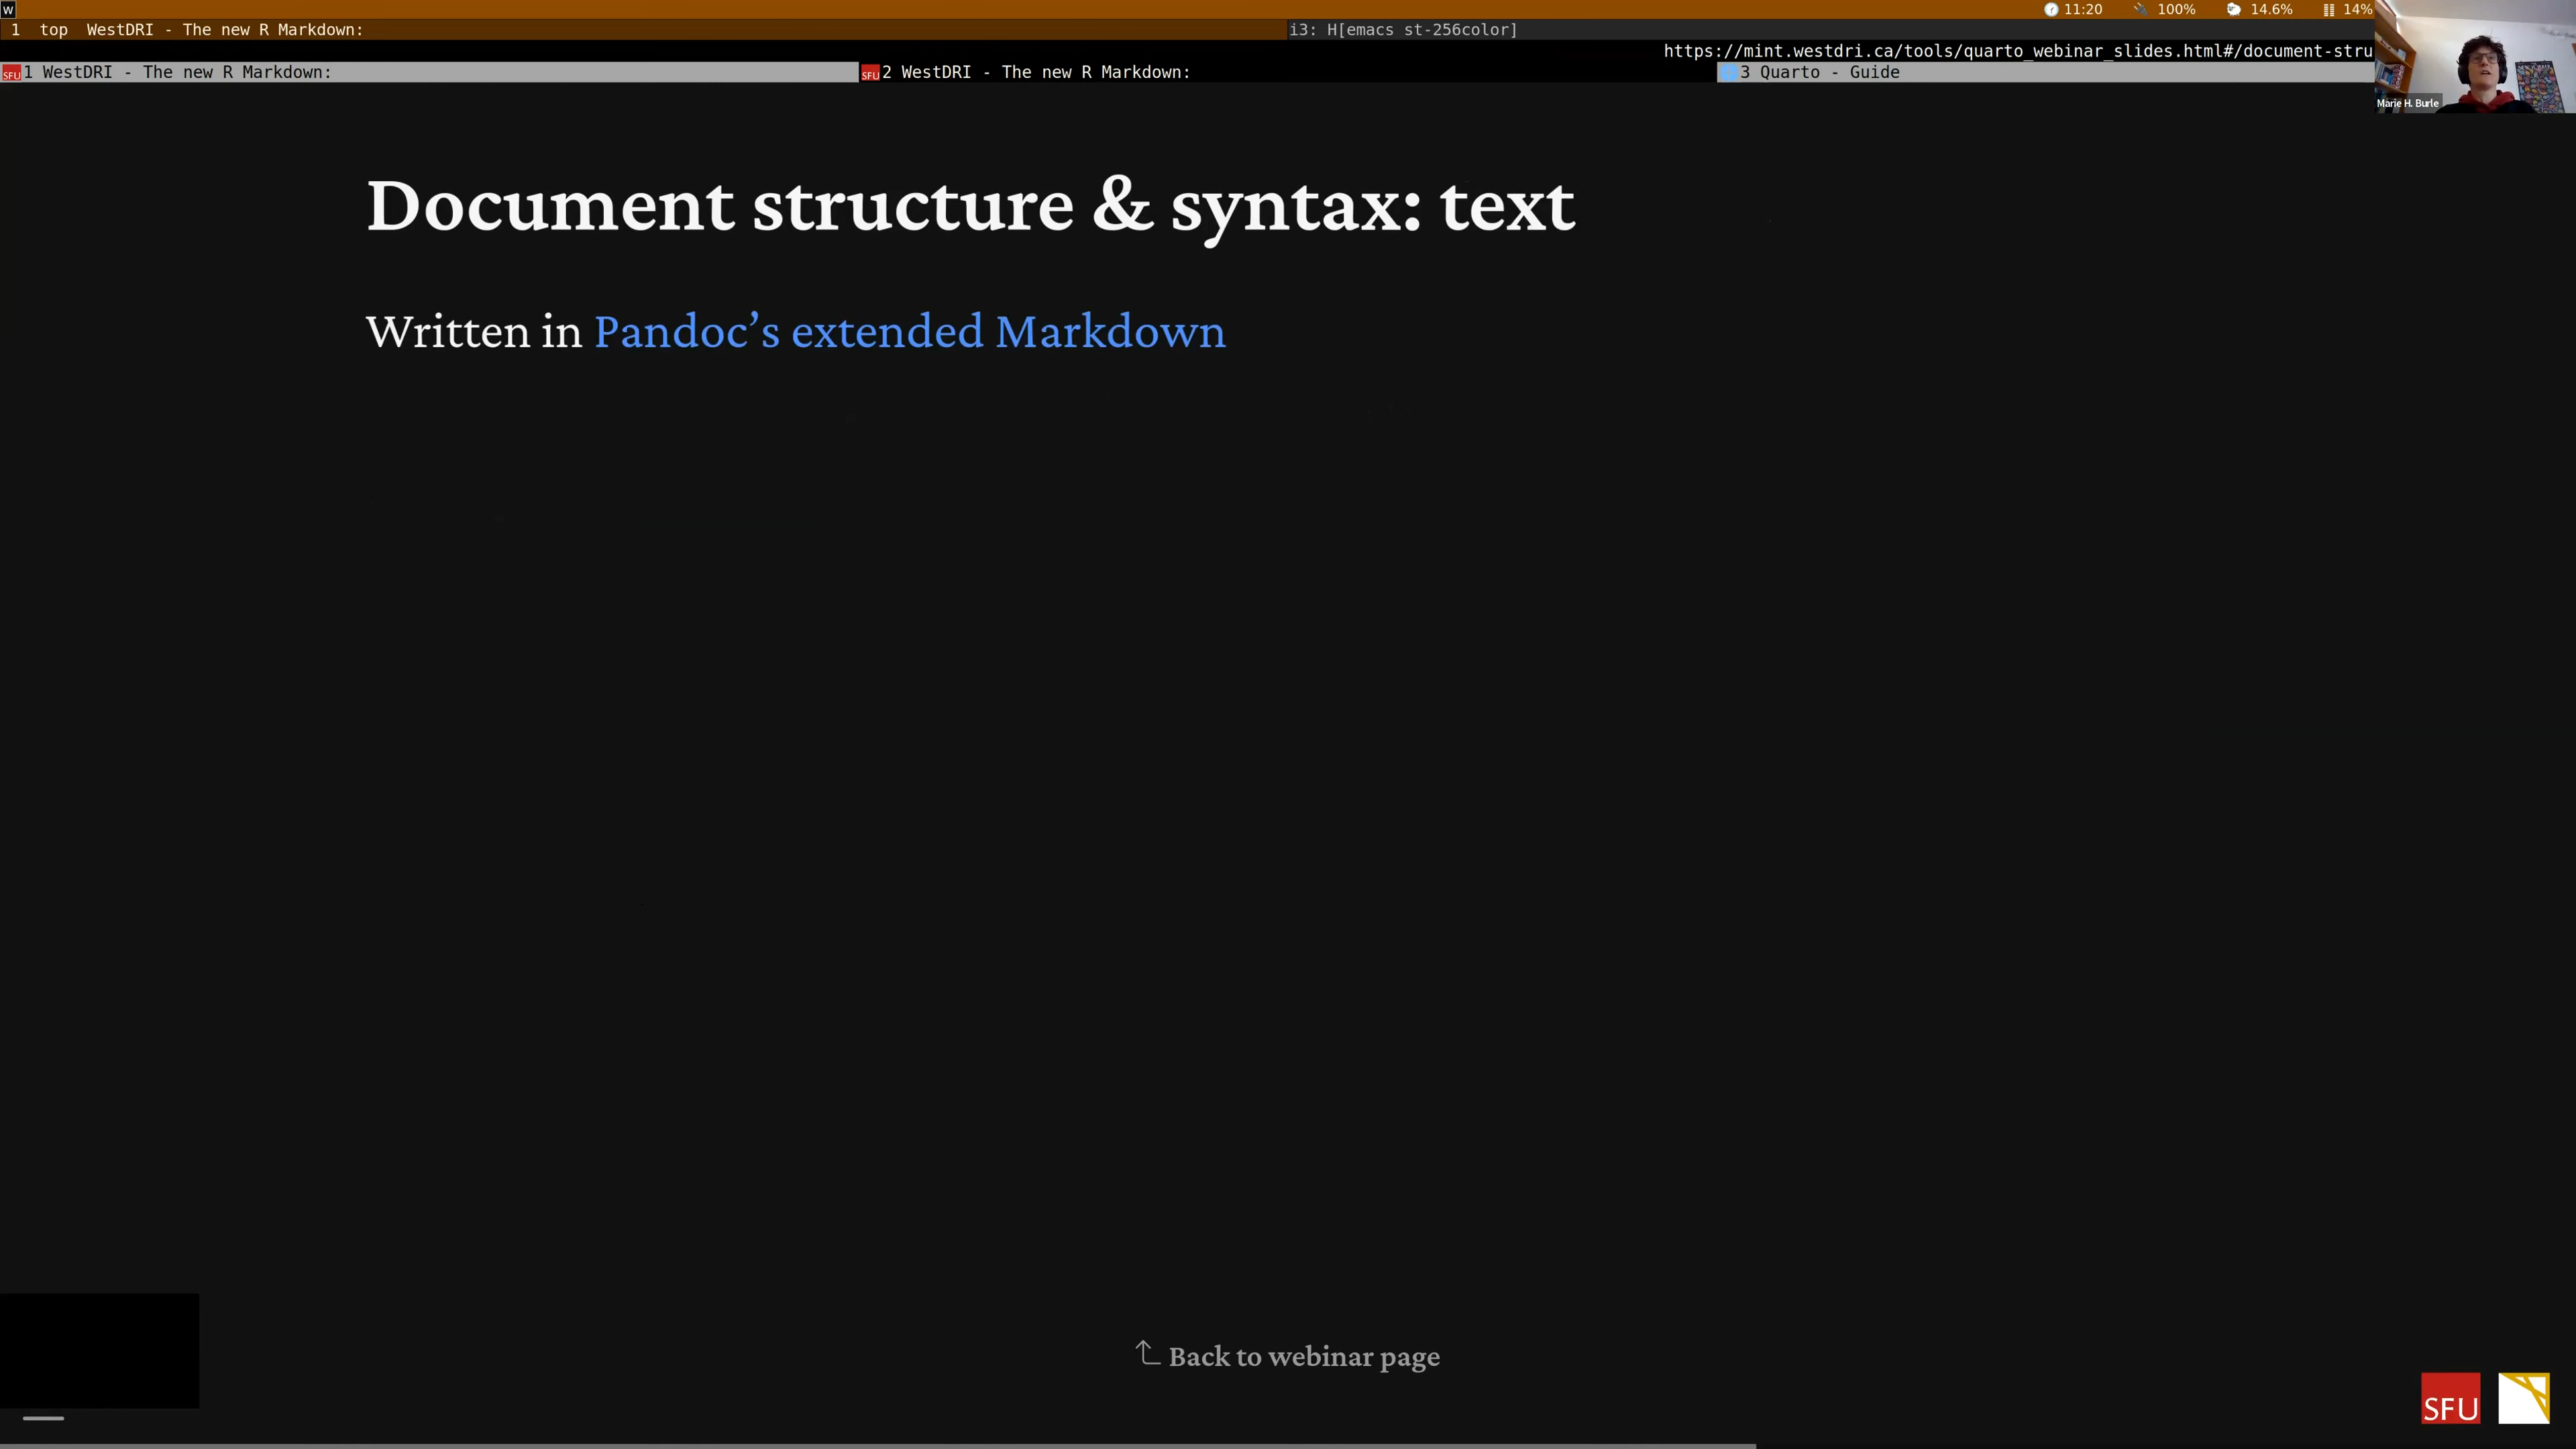 W
11:20 100% 14.6% 14%
1 top WestDRI - The new R Markdown:
i3: H[emacs st-256color]
https://mint.westdri.ca/tools/quarto_webinar_slides.html#/document-stru
SFU 1 WestDRI - The new R Markdown:
SFU 2 WestDRI - The new R Markdown:
3 Quarto - Guide
Marie H. Burle
Document structure & syntax: text
Written in Pandoc’s extended Markdown
Back to webinar page
SFU